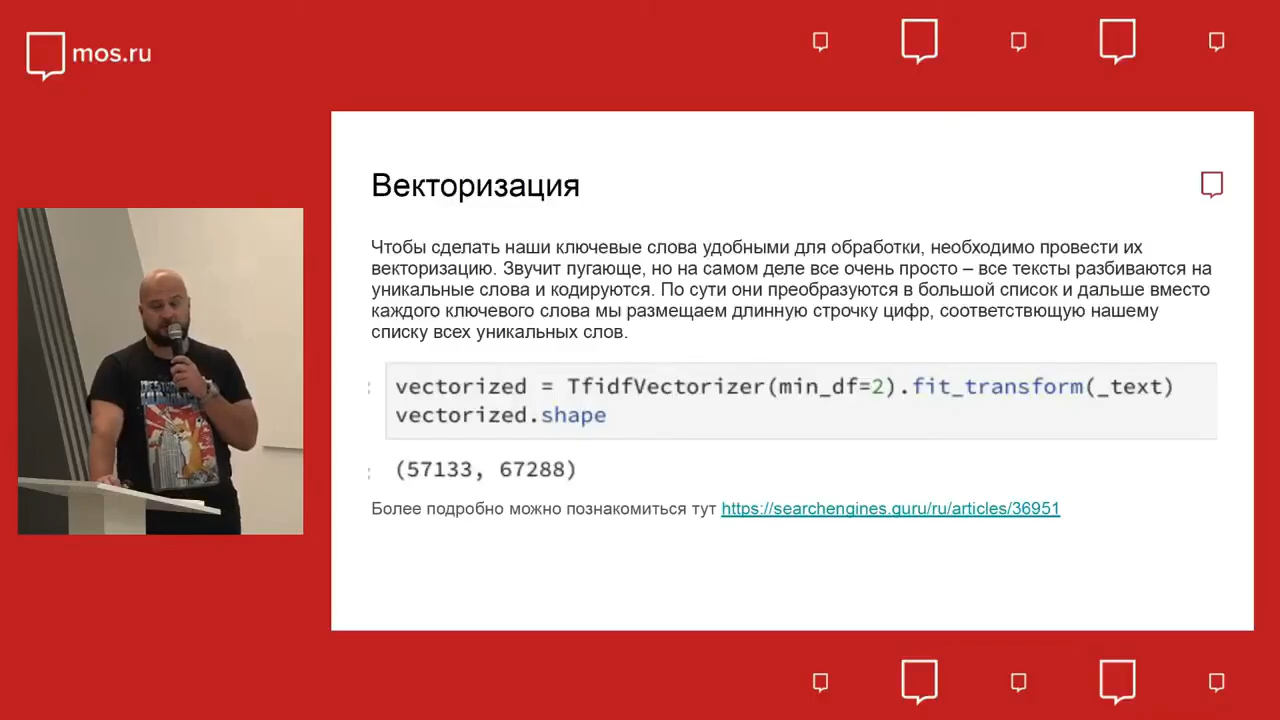 mos.ru
Векторизация
Чтобы сделать наши ключевые слова удобными для обработки, необходимо провести их
векторизацию. Звучит пугающе, но на самом деле все очень просто – все тексты разбиваются на
уникальные слова и кодируются. По сути они преобразуются в большой список и дальше вместо
каждого ключевого слова мы размещаем длинную строчку цифр, соответствующую нашему
списку всех уникальных слов.
vectorized = TfidfVectorizer(min_df=2).fit_transform(_text)
vectorized.shape
(57133, 67288)
Более подробно можно познакомиться тут https://searchengines.guru/ru/articles/36951